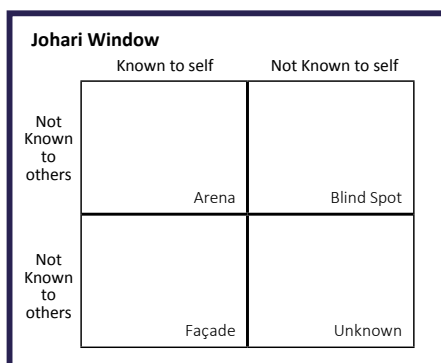 Johari Window
Known to self Not Known to self
Not
Known
to
others
Arena Blind Spot
Not
Known
to
others
Façade Unknown